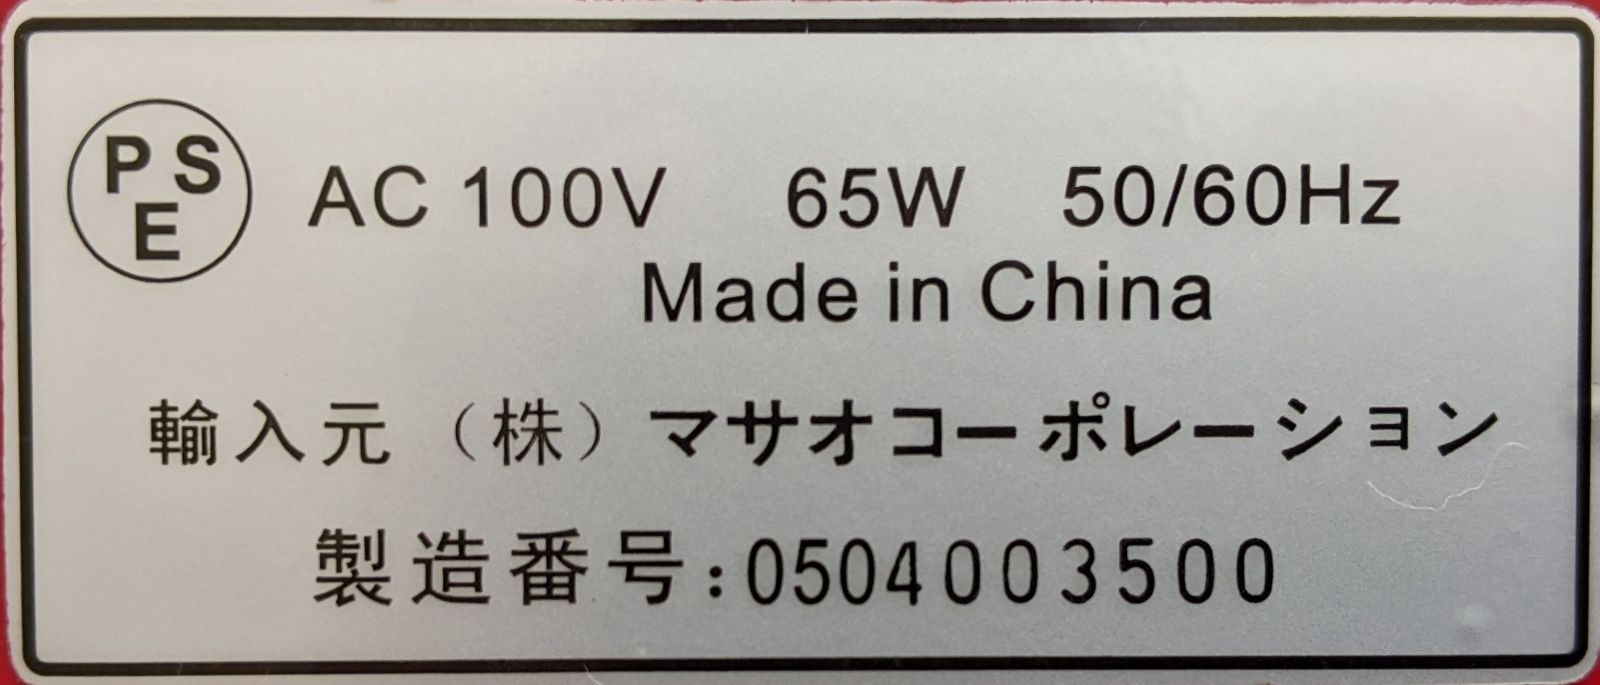 PSE AC 100V 65W 50/60Hz
Made in China
輸入元（株）マサオコーポレーション
製造番号:0504003500